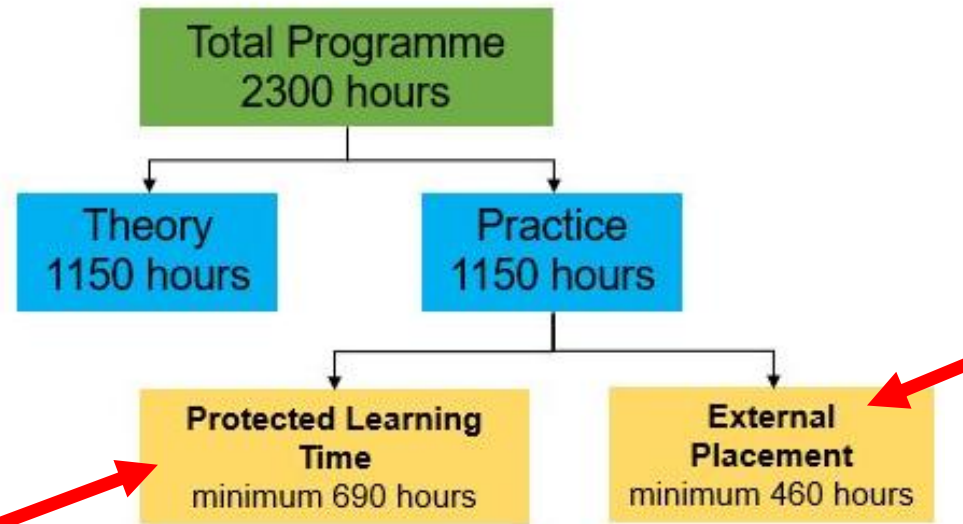 Total Programme
2300 hours
Theory
1150 hours
Practice
1150 hours
Protected Learning
Time
minimum 690 hours
External
Placement
minimum 460 hours